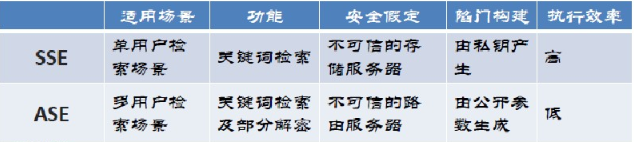 适用场景 功能 安全假定 陷门构建 执行效率
SSE 单用户检索场景 关键词检索 不可信的存储服务器 由私钥产生 高
ASE 多用户检索场景 关键词检索及部分解密 不可信的路由服务器 由公开参数生成 低